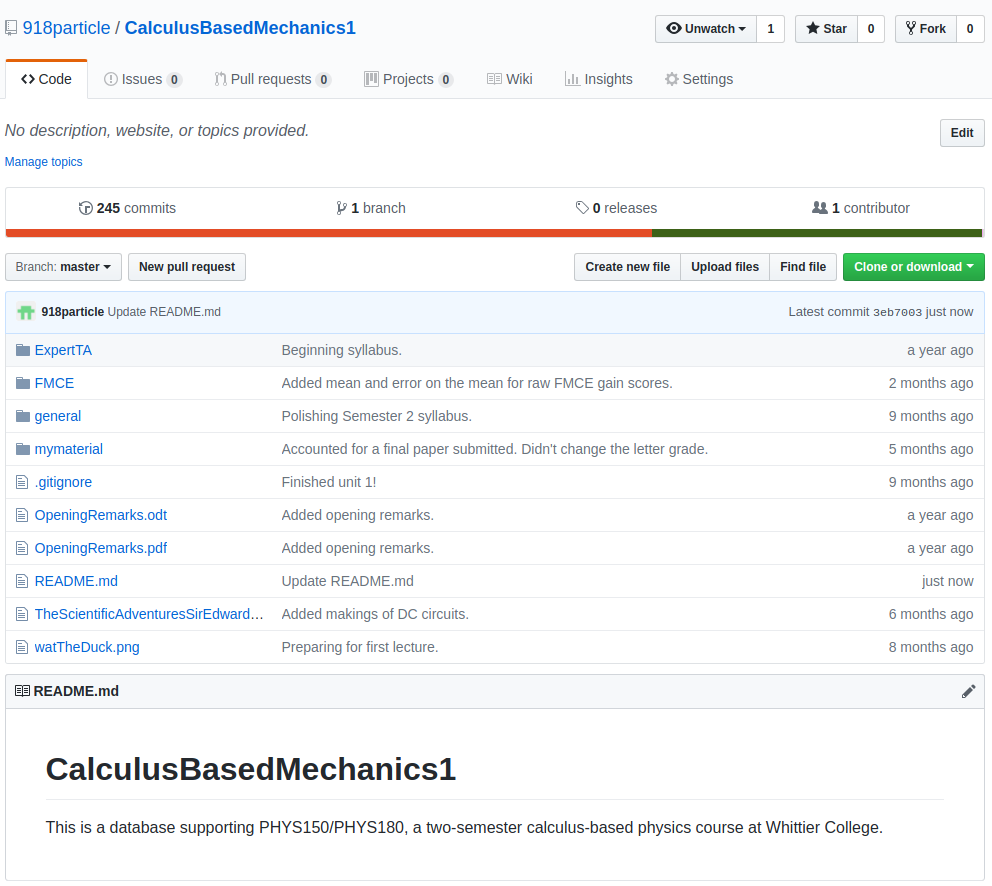 918particle / CalculusBasedMechanics1 Unwatch 1 Star 0 Fork 0
Code Issues 0 Pull requests 0 Projects 0 Wiki Insights Settings
No description, website, or topics provided. Edit
Manage topics
245 commits 1 branch 0 releases 1 contributor
Branch: master New pull request Create new file Upload files Find file Clone or download
918particle Update README.md Latest commit 3eb7003 just now
ExpertTA Beginning syllabus. a year ago
FMCE Added mean and error on the mean for raw FMCE gain scores. 2 months ago
general Polishing Semester 2 syllabus. 9 months ago
mymaterial Accounted for a final paper submitted. Didn't change the letter grade. 5 months ago
.gitignore Finished unit 1! 9 months ago
OpeningRemarks.odt Added opening remarks. a year ago
OpeningRemarks.pdf Added opening remarks. a year ago
README.md Update README.md just now
TheScientificAdventuresSirEdward… Added makings of DC circuits. 6 months ago
watTheDuck.png Preparing for first lecture. 8 months ago
README.md
CalculusBasedMechanics1
This is a database supporting PHYS150/PHYS180, a two-semester calculus-based physics course at Whittier College.